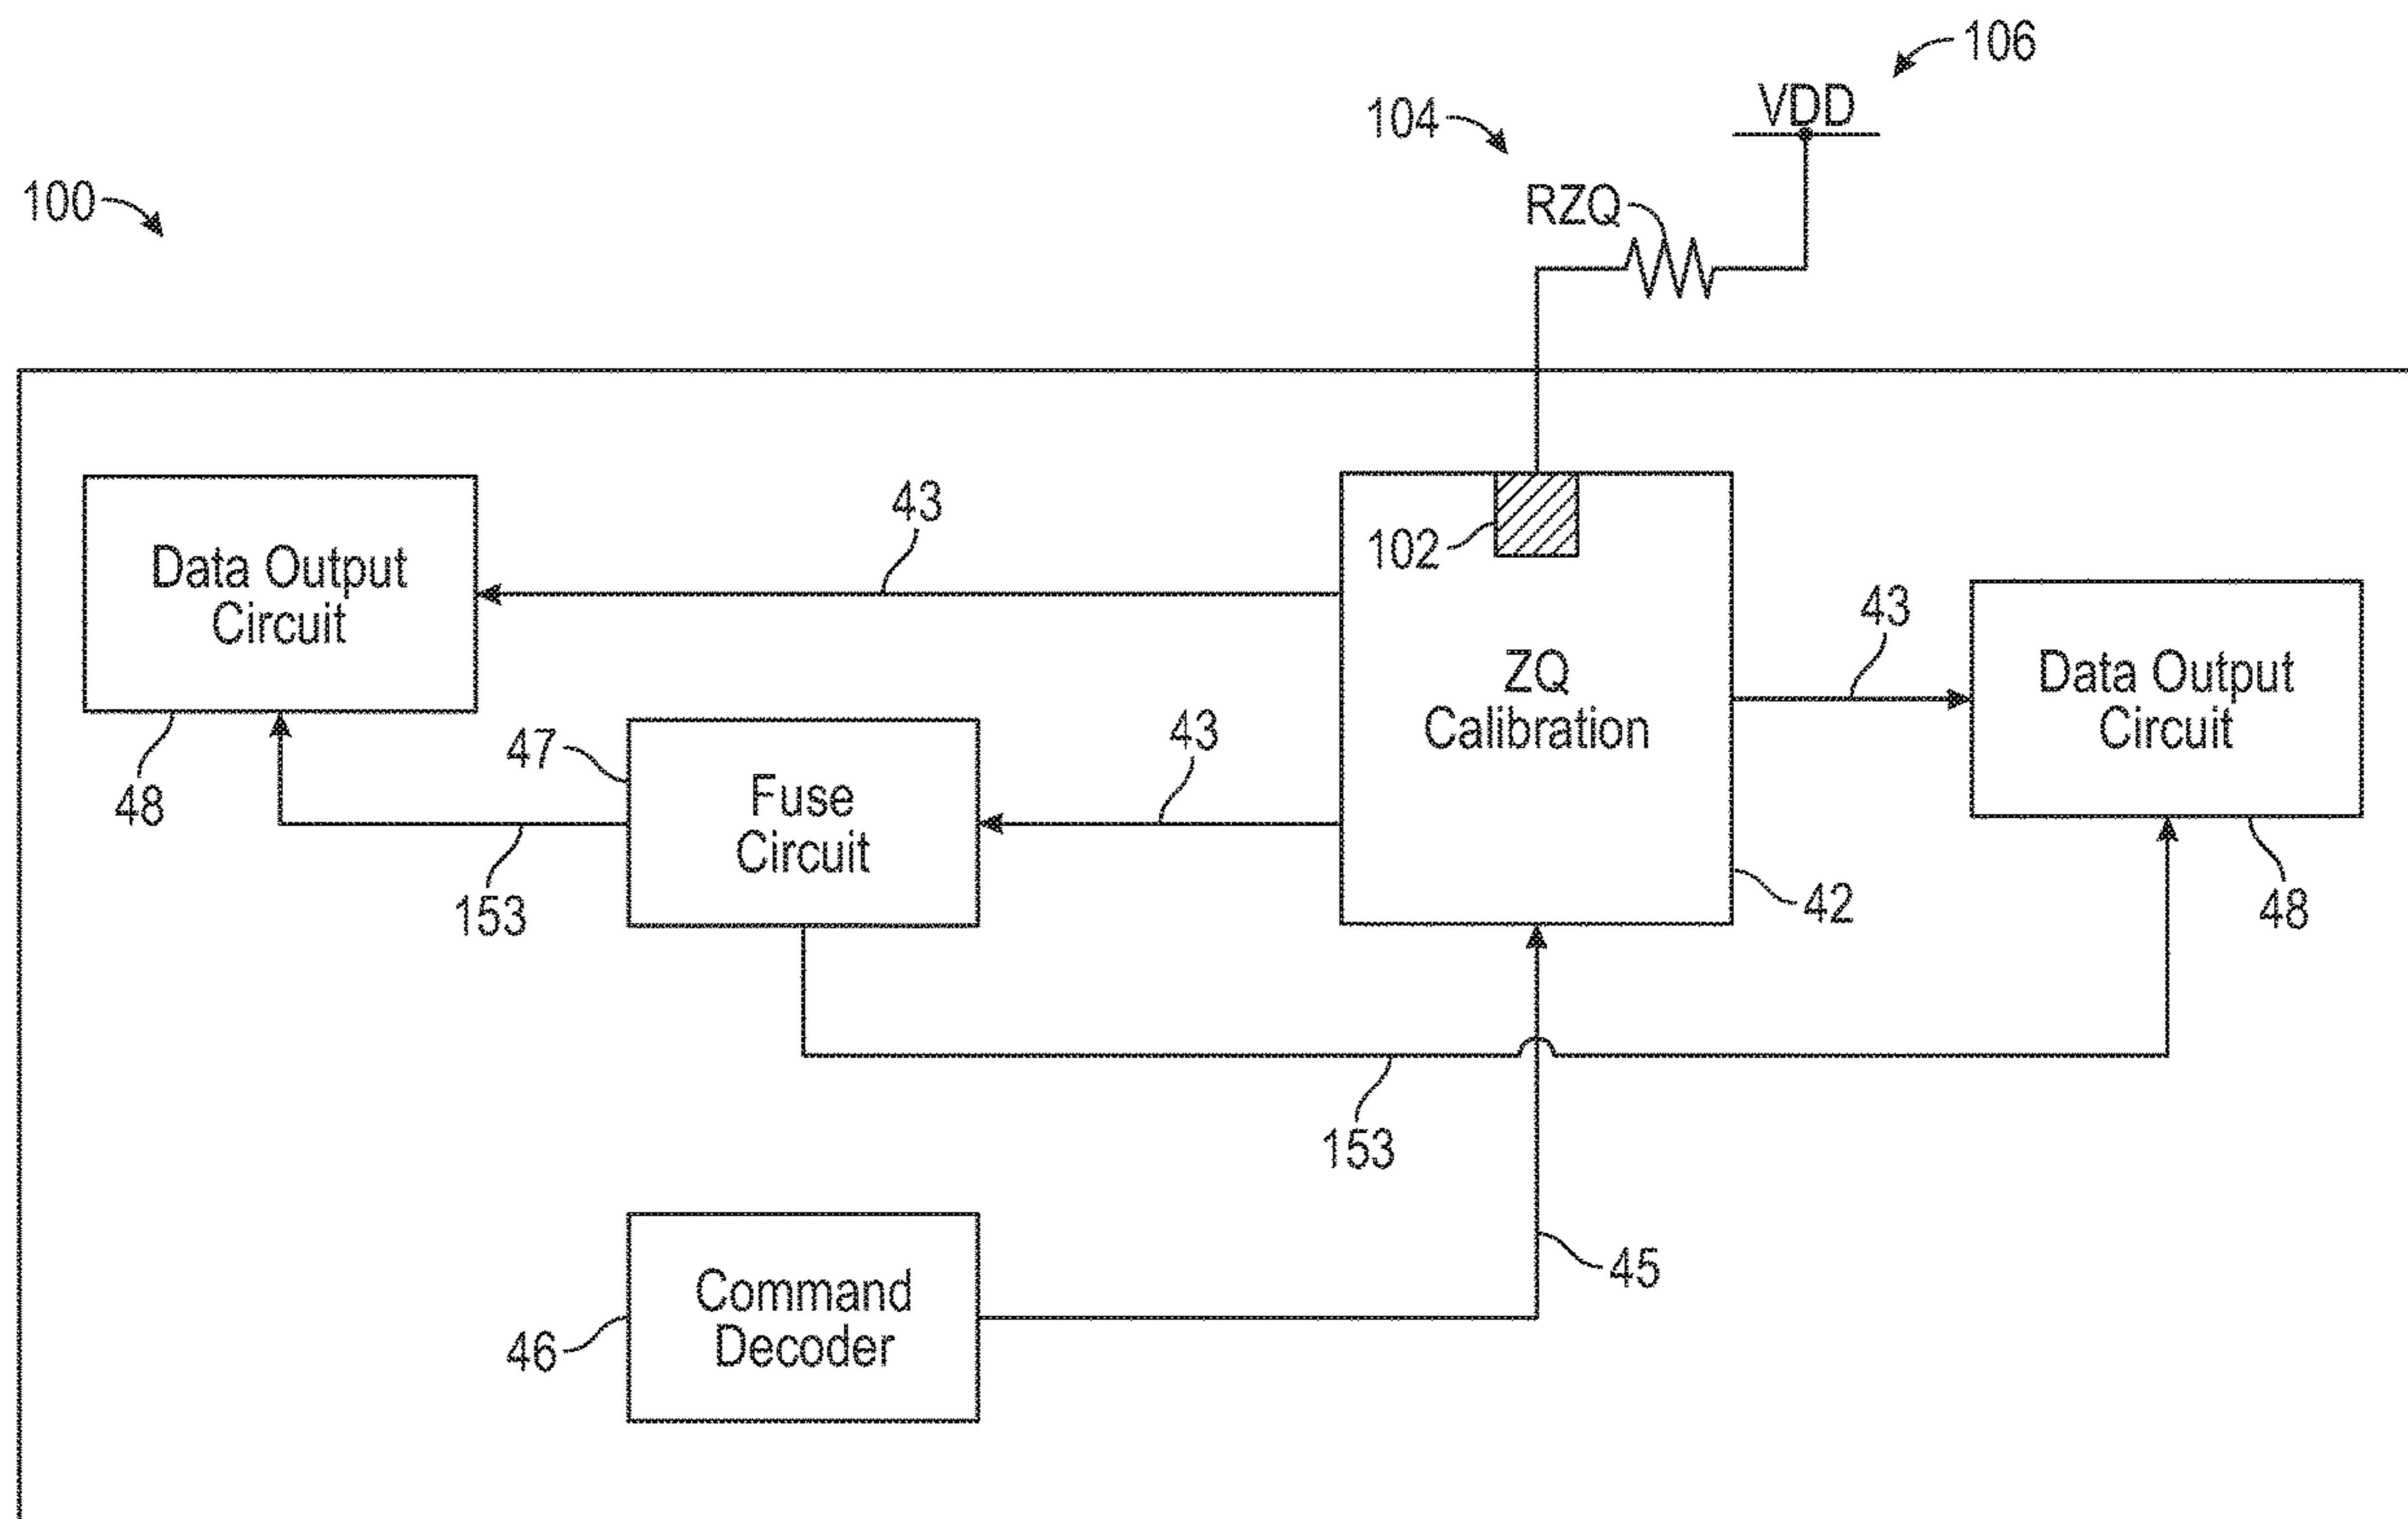 106
VDD
104
100
RZQ
43
102
Data Output
Circuit
43
ZQ
Calibration
Data Output
Circuit
43
47
Fuse
Circuit
48
153
42
48
153
45
Command
Decoder
46